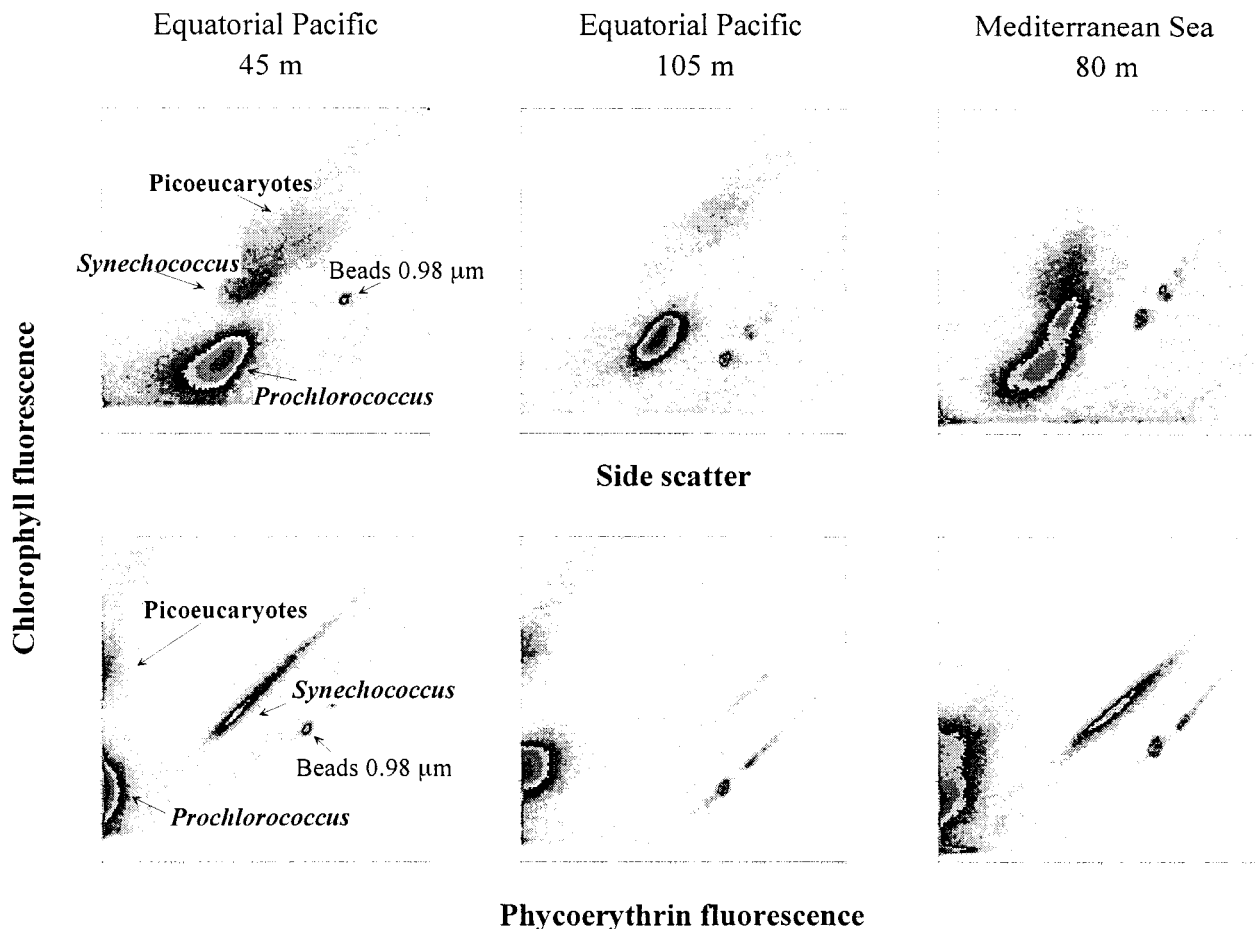 Equatorial Pacific
45 m
Equatorial Pacific
105 m
Mediterranean Sea
80 m
Picoeucaryotes
Synechococcus
Beads 0.98 µm
Prochlorococcus
Chlorophyll fluorescence
Side scatter
Picoeucaryotes
Synechococcus
Beads 0.98 µm
Prochlorococcus
Phycoerythrin fluorescence